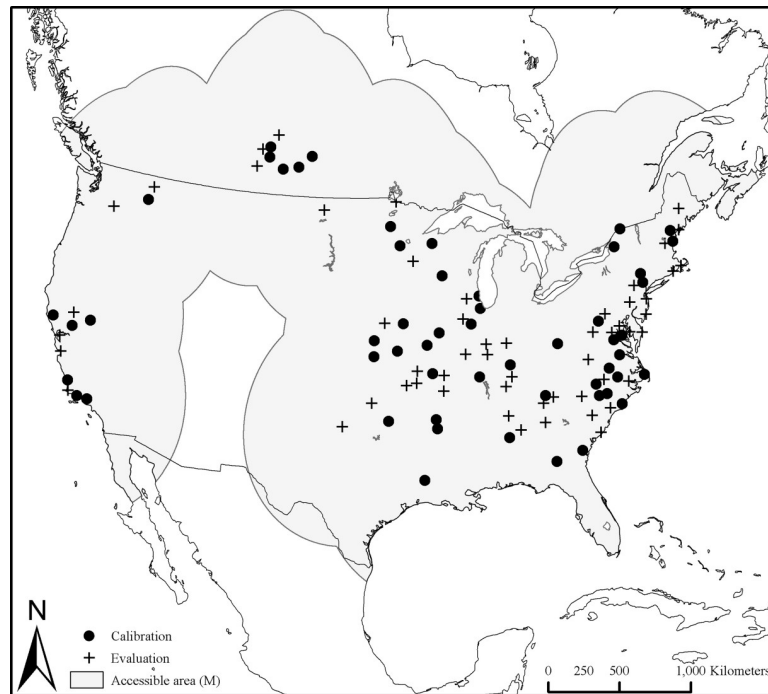 N
Calibration
Evaluation
Accessible area (M)
0 250 500 1,000 Kilometers